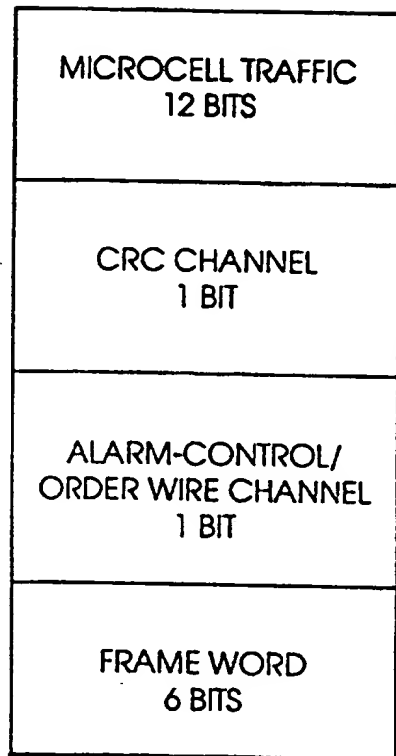 MICROCELL TRAFFIC
12 BITS
CRC CHANNEL
1 BIT
ALARM-CONTROL/
ORDER WIRE CHANNEL
1 BIT
FRAME WORD
6 BITS